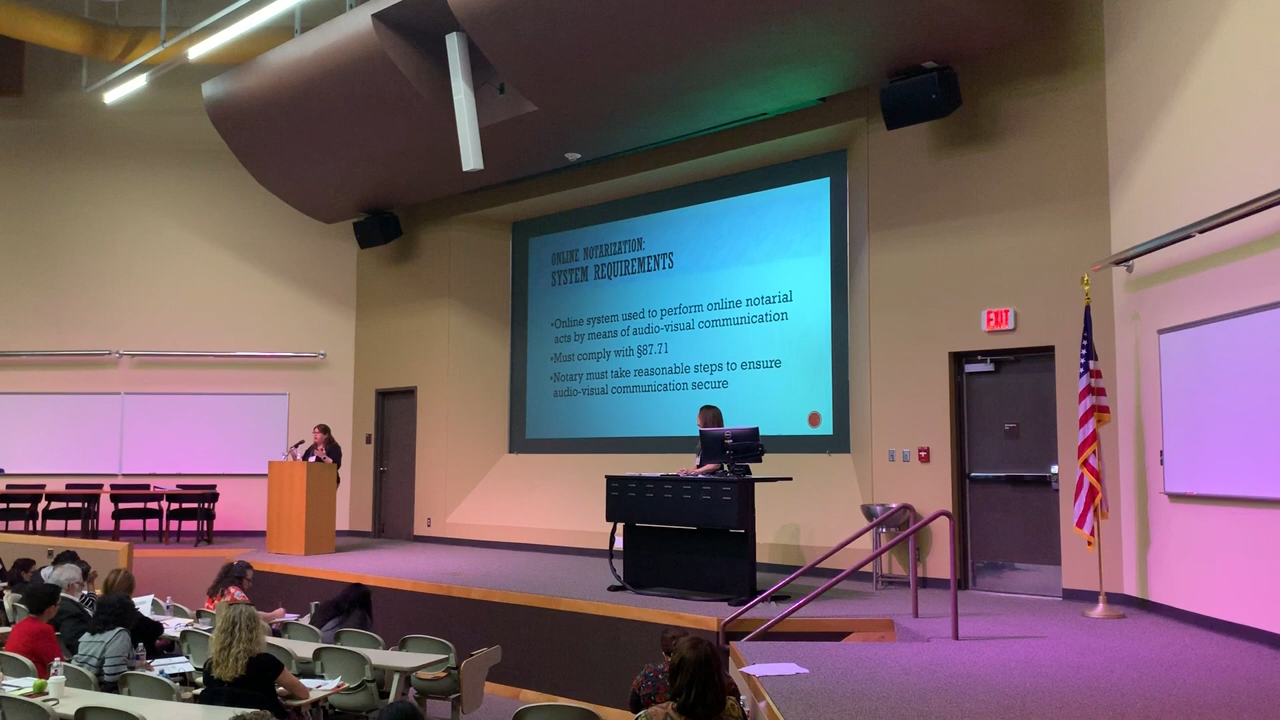 ONLINE NOTARIZATION:
SYSTEM REQUIREMENTS
•Online system used to perform online notarial
acts by means of audio-visual communication
•Must comply with §87.71
•Notary must take reasonable steps to ensure
audio-visual communication secure
EXIT